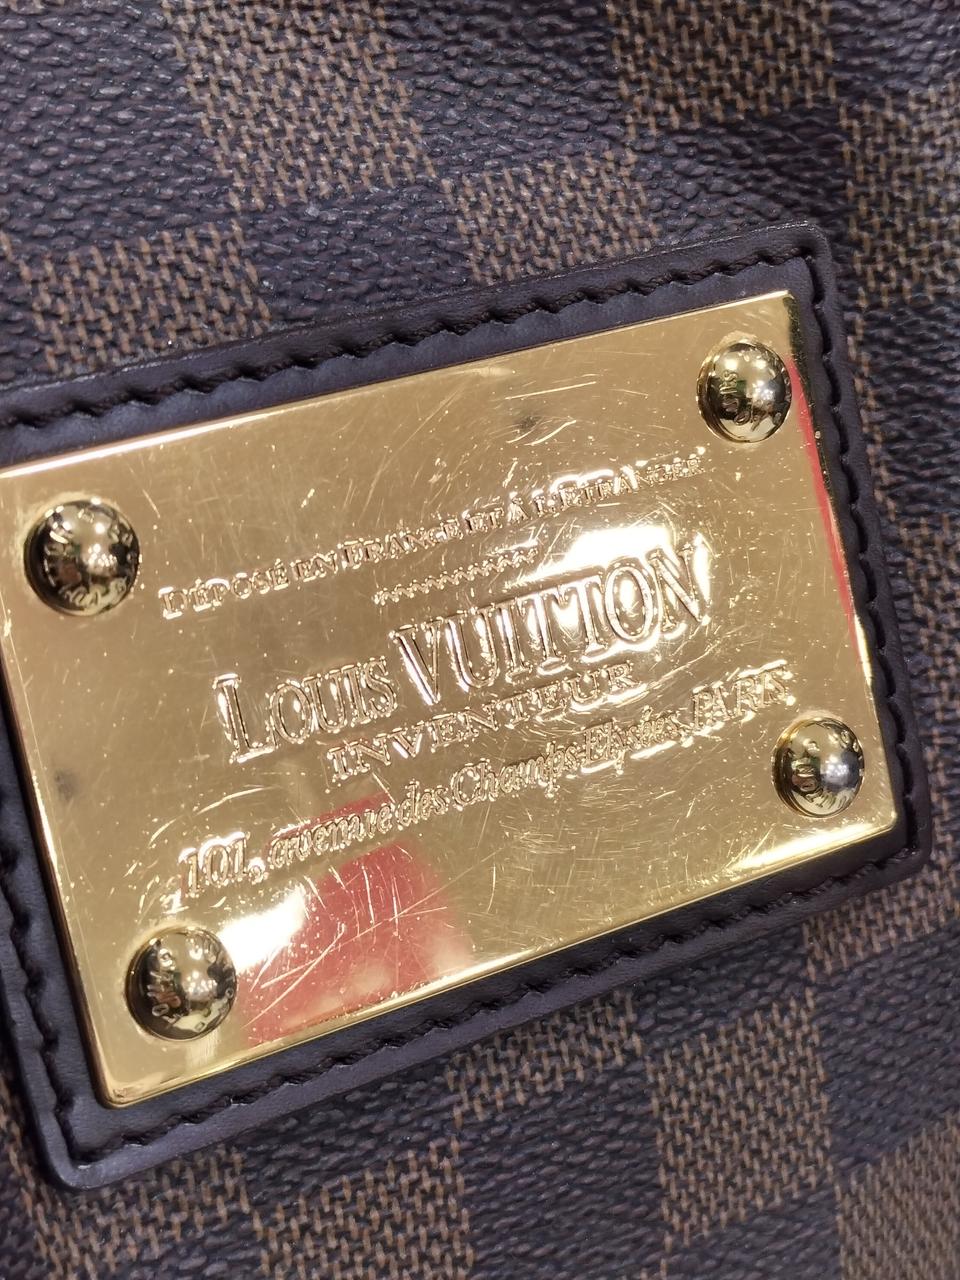 DÉPOSÉ EN FRANCE ET À L'ÉTRANGER
LOUIS VUITTON
INVENTEUR
101, avenue des Champs Elysées, PARIS